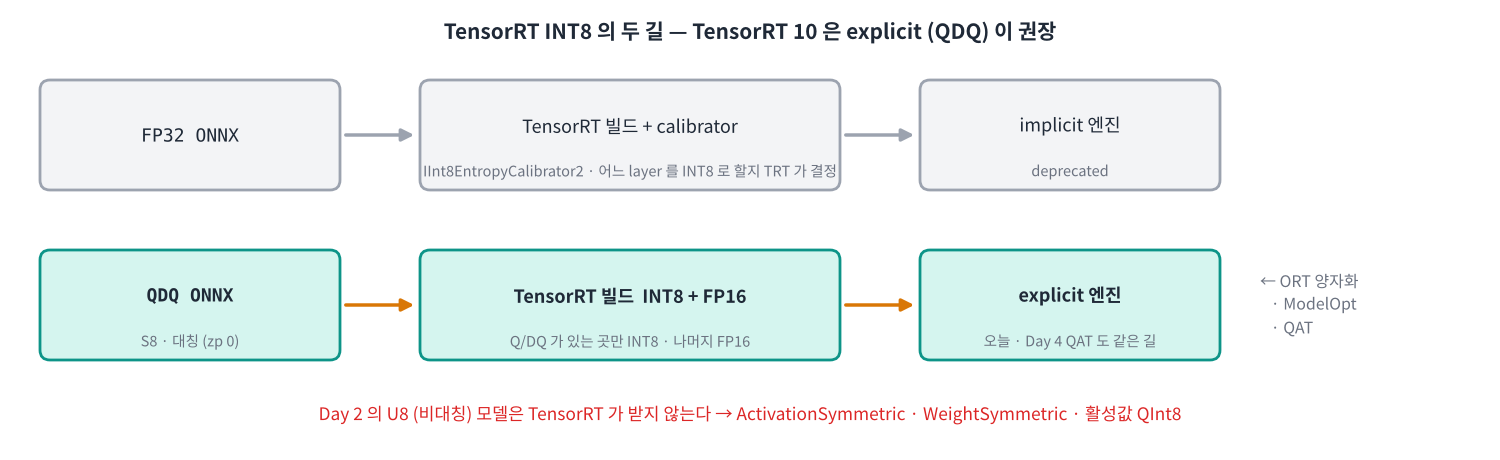 TensorRT INT8 의 두 길 — TensorRT 10 은 explicit (QDQ) 이 권장
FP32 ONNX
TensorRT 빌드 + calibrator
IInt8EntropyCalibrator2 · 어느 layer 를 INT8 로 할지 TRT 가 결정
implicit 엔진
deprecated
QDQ ONNX
S8 · 대칭 (zp 0)
TensorRT 빌드 INT8 + FP16
Q/DQ 가 있는 곳만 INT8 · 나머지 FP16
explicit 엔진
오늘 · Day 4 QAT 도 같은 길
← ORT 양자화
· ModelOpt
· QAT
Day 2 의 U8 (비대칭) 모델은 TensorRT 가 받지 않는다 → ActivationSymmetric · WeightSymmetric · 활성값 QInt8